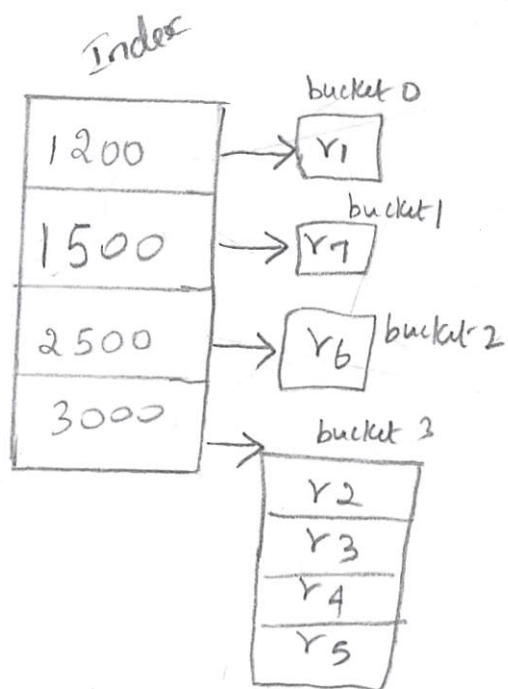 Index
bucket 0
1200
r1
bucket 1
1500
r7
2500
r6
bucket 2
3000
bucket 3
r2
r3
r4
r5